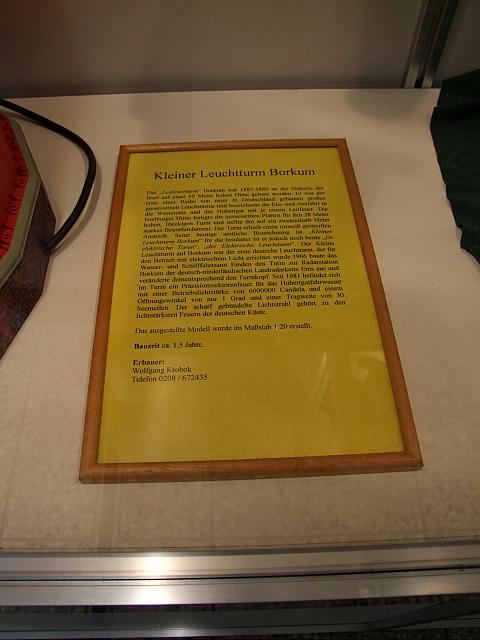 Kleiner Leuchtturm Borkum
Der „Leitfeuerturm" Borkum war 1887-1889 an der Südseite der
Insel auf einer 10 Meter hohen Düne gebaut worden. Er war der
erste einer Reihe von neun in Deutschland gebauten großen
gusseisernen Leuchttürme und bezeichnete die Ein- und Ausfahrt in
die Westerems und das Hubertgat mit je einem Leitfeuer. Die
Isselburger Hütte fertigte die gusseisernen Platten für den 28 Meter
hohen, 16eckigen Turm und stellte ihn auf ein zweieinhalb Meter
starkes Betonfundament. Der Turm erhielt einen rotweiß gestreiften
Anstrich. Seine heutige amtliche Bezeichnung ist „Kleiner
Leuchtturm Borkum" für die Insulaner ist er jedoch noch heute „De
elektrische Toren", „der Elektrische Leuchtturm". Der Kleine
Leuchtturm auf Borkum war der erste deutsche Leuchtturm, der für
den Betrieb mit elektrischem Licht errichtet wurde.1966 baute das
Wasser- und Schifffahrtsamt Emden den Turm zur Radarstation
Borkum der deutsch-niederländischen Landradarkette Ems aus und
veränderte dementsprechend den Turmkopf. Seit 1981 befindet sich
im Turm ein Präzisionssektorenfeuer für das Hubertgatfahrwasser
mit einer Betriebslichtstärke von 6000000 Candela und einem
Öffnungswinkel von nur 1 Grad und einer Tragweite von 30
Seemeilen. Der scharf gebündelte Lichtstrahl gehört zu den
lichtstärksten Feuern der deutschen Küste.
Das ausgestellte Modell wurde im Maßstab 1:20 erstellt.
Bauzeit ca. 1,5 Jahre.
Erbauer:
Wolfgang Krobok
Telefon 0208 / 672435